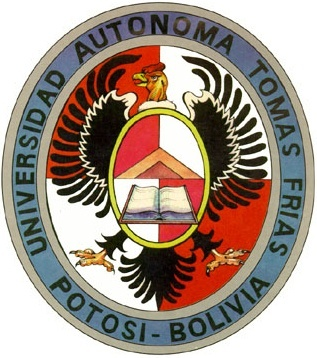 UNIVERSIDAD AUTONOMA TOMAS FRIAS
POTOSI - BOLIVIA